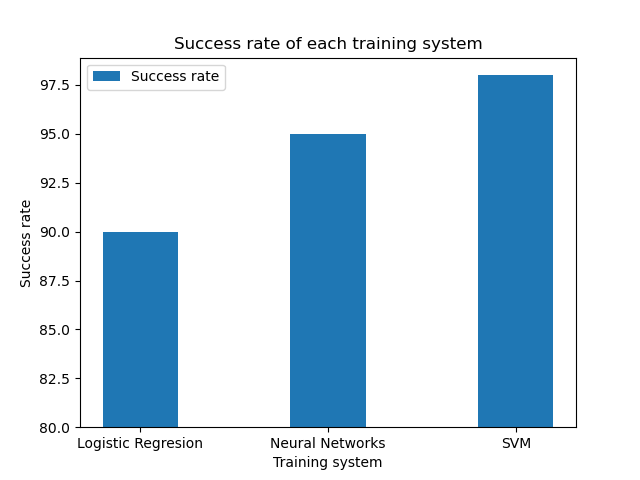 Success rate of each training system
Success rate
97.5
95.0
92.5
90.0
87.5
85.0
82.5
80.0
Success rate
Logistic Regresion
Neural Networks
SVM
Training system